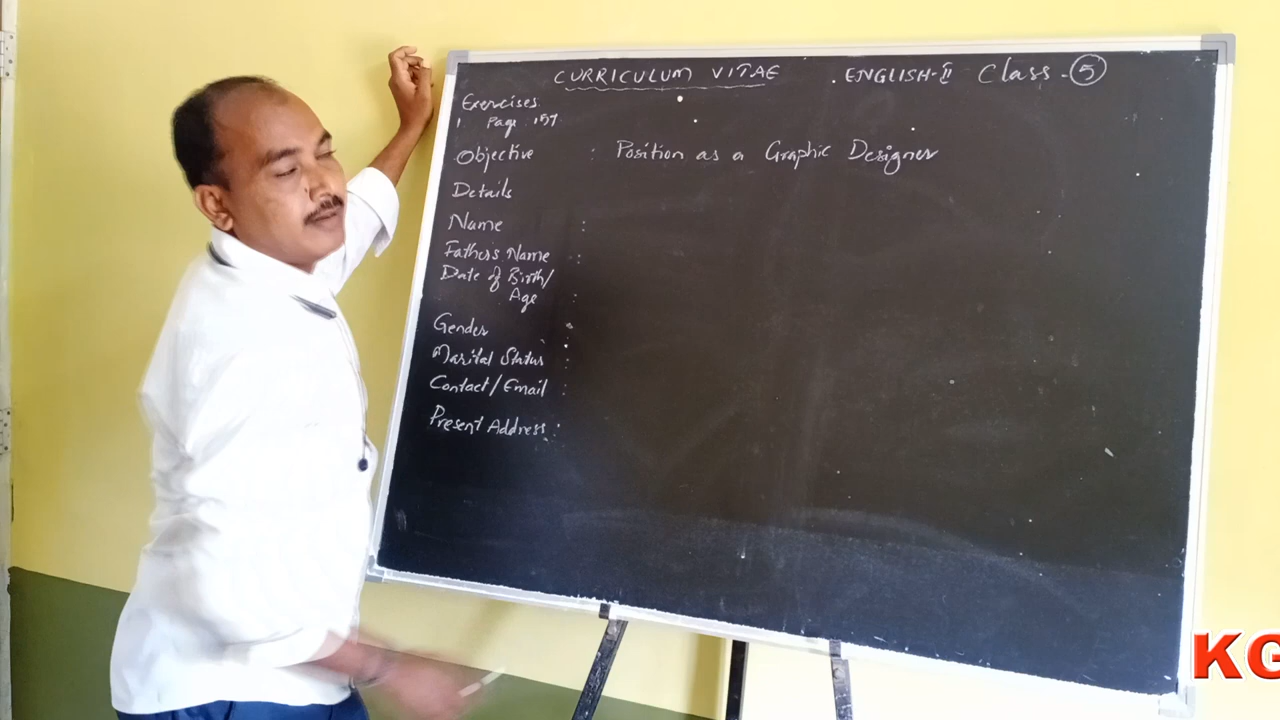 CURRICULUM VITAE ENGLISH-II Class - 5
Exercises
1. Page 157
Objective : Position as a Graphic Designer
Details
Name :
Father's Name :
Date of Birth/
Age :
Gender :
Marital Status :
Contact/Email :
Present Address :
KG